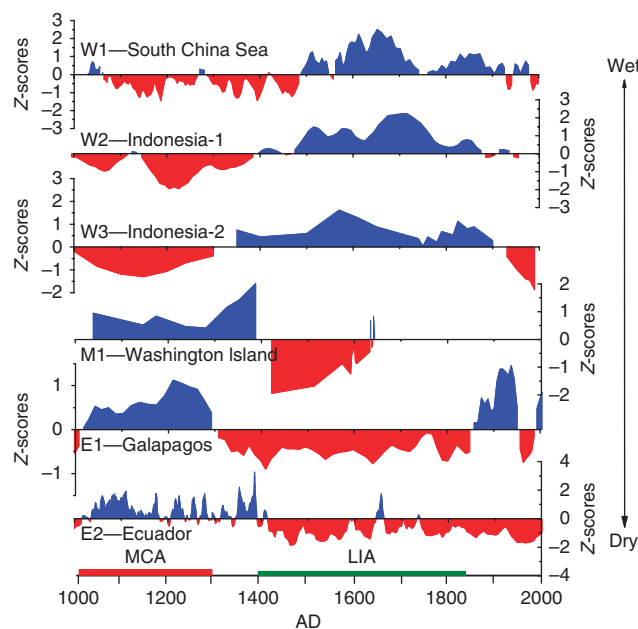 3
W1—South China Sea
Wet
2
1
0
−1
−2
−3
Z-scores
3
2
1
0
−1
−2
−3
Z-scores
W2—Indonesia-1
3
2
1
0
−1
−2
Z-scores
W3—Indonesia-2
2
1
0
−1
−2
Z-scores
M1—Washington Island
1
0
−1
Z-scores
E1—Galapagos
4
2
0
−2
−4
Z-scores
E2—Ecuador
Dry
MCA
LIA
1000 1200 1400 1600 1800 2000
AD